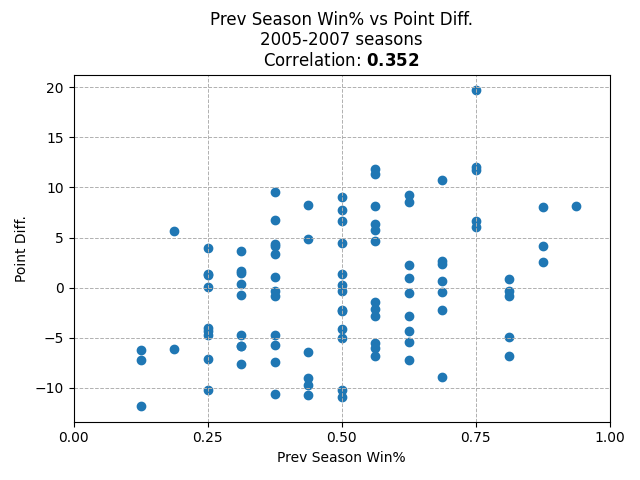 Prev Season Win% vs Point Diff.
2005-2007 seasons
Correlation: 0.352
20
15
10
5
0
−5
−10
Point Diff.
0.00 0.25 0.50 0.75 1.00
Prev Season Win%